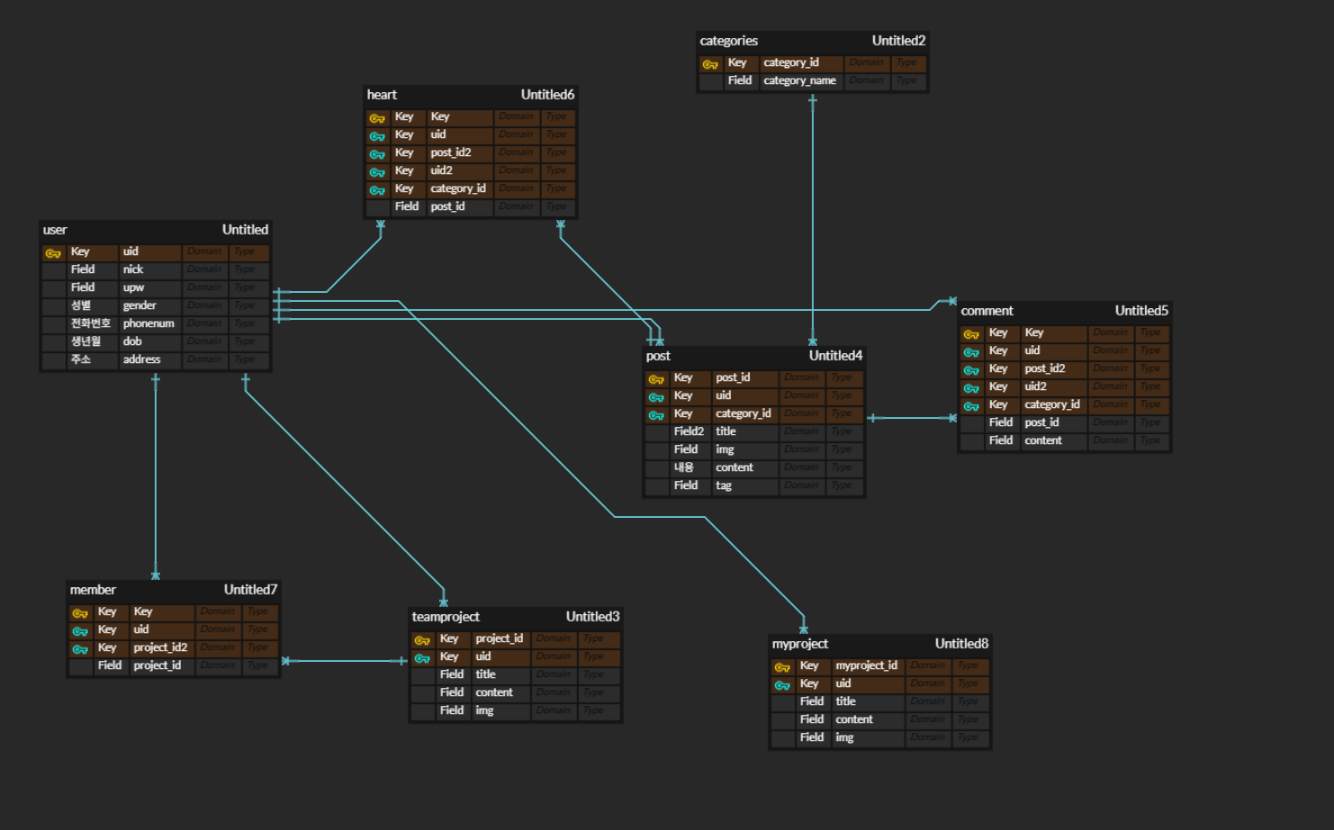 categories Untitled2
Key category_id Domain Type
Field category_name Domain Type
heart Untitled6
Key Key Domain Type
Key uid Domain Type
Key post_id2 Domain Type
Key uid2 Domain Type
Key category_id Domain Type
Field post_id Domain Type
user Untitled
Key uid Domain Type
Field nick Domain Type
Field upw Domain Type
성별 gender Domain Type
전화번호 phonenum Domain Type
생년월 dob Domain Type
주소 address Domain Type
comment Untitled5
Key Key Domain Type
Key uid Domain Type
Key post_id2 Domain Type
Key uid2 Domain Type
Key category_id Domain Type
Field post_id Domain Type
Field content Domain Type
post Untitled4
Key post_id Domain Type
Key uid Domain Type
Key category_id Domain Type
Field2 title Domain Type
Field img Domain Type
내용 content Domain Type
Field tag Domain Type
member Untitled7
Key Key Domain Type
Key uid Domain Type
Key project_id2 Domain Type
Field project_id Domain Type
teamproject Untitled3
Key project_id Domain Type
Key uid Domain Type
Field title Domain Type
Field content Domain Type
Field img Domain Type
myproject Untitled8
Key myproject_id Domain Type
Key uid Domain Type
Field title Domain Type
Field content Domain Type
Field img Domain Type